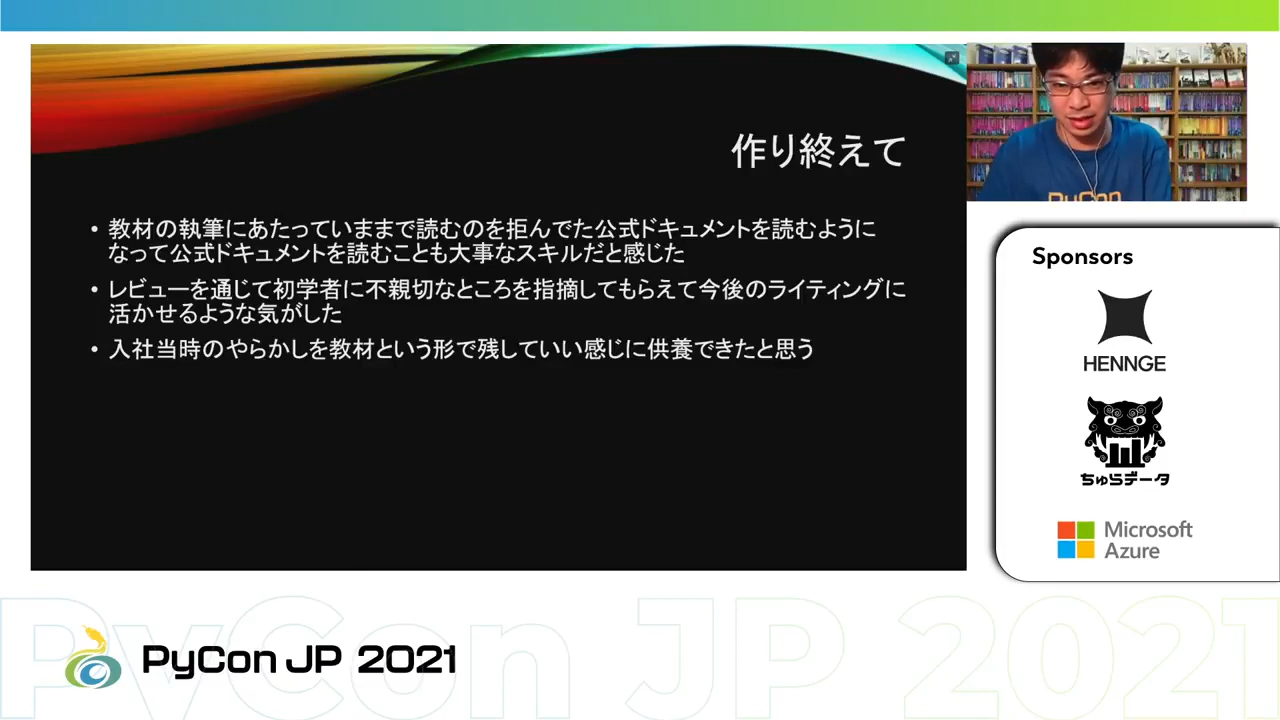 作り終えて
• 教材の執筆にあたっていままで読むのを拒んでた公式ドキュメントを読むように
なって公式ドキュメントを読むことも大事なスキルだと感じた
• レビューを通じて初学者に不親切なところを指摘してもらえて今後のライティングに
活かせるような気がした
• 入社当時のやらかしを教材という形で残していい感じに供養できたと思う
PyCon
Sponsors
HENNGE
ちゅらデータ
Microsoft
Azure
PyCon JP 2021
PyCon JP 2021